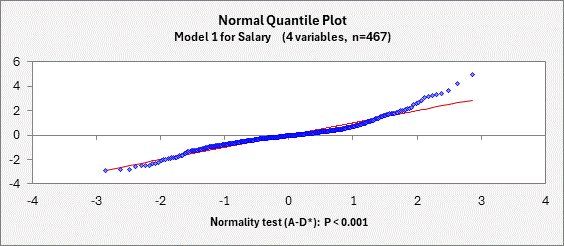 Normal Quantile Plot
Model 1 for Salary (4 variables, n=467)
6
4
2
0
-2
-4
-4 -3 -2 -1 0 1 2 3 4
Normality test (A-D*): P < 0.001